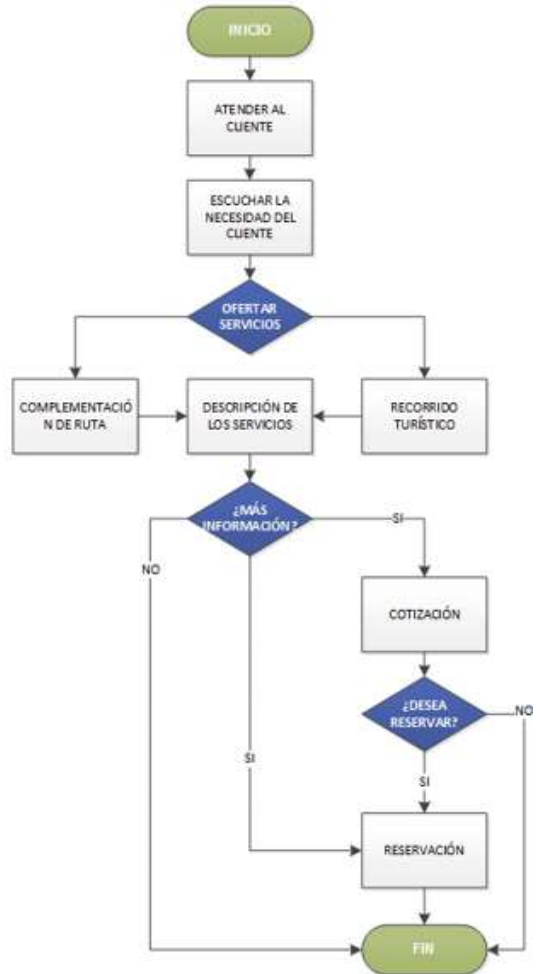 INICIO
ATENDER AL
CLIENTE
ESCUCHAR LA
NECESIDAD DEL
CLIENTE
OFERTAR
SERVICIOS
COMPLEMENTACIÓ
N DE RUTA
DESCRIPCIÓN DE
LOS SERVICIOS
RECORRIDO
TURÍSTICO
¿MÁS
INFORMACIÓN?
SI
NO
COTIZACIÓN
¿DESEA
RESERVAR?
NO
SI
SI
RESERVACIÓN
FIN